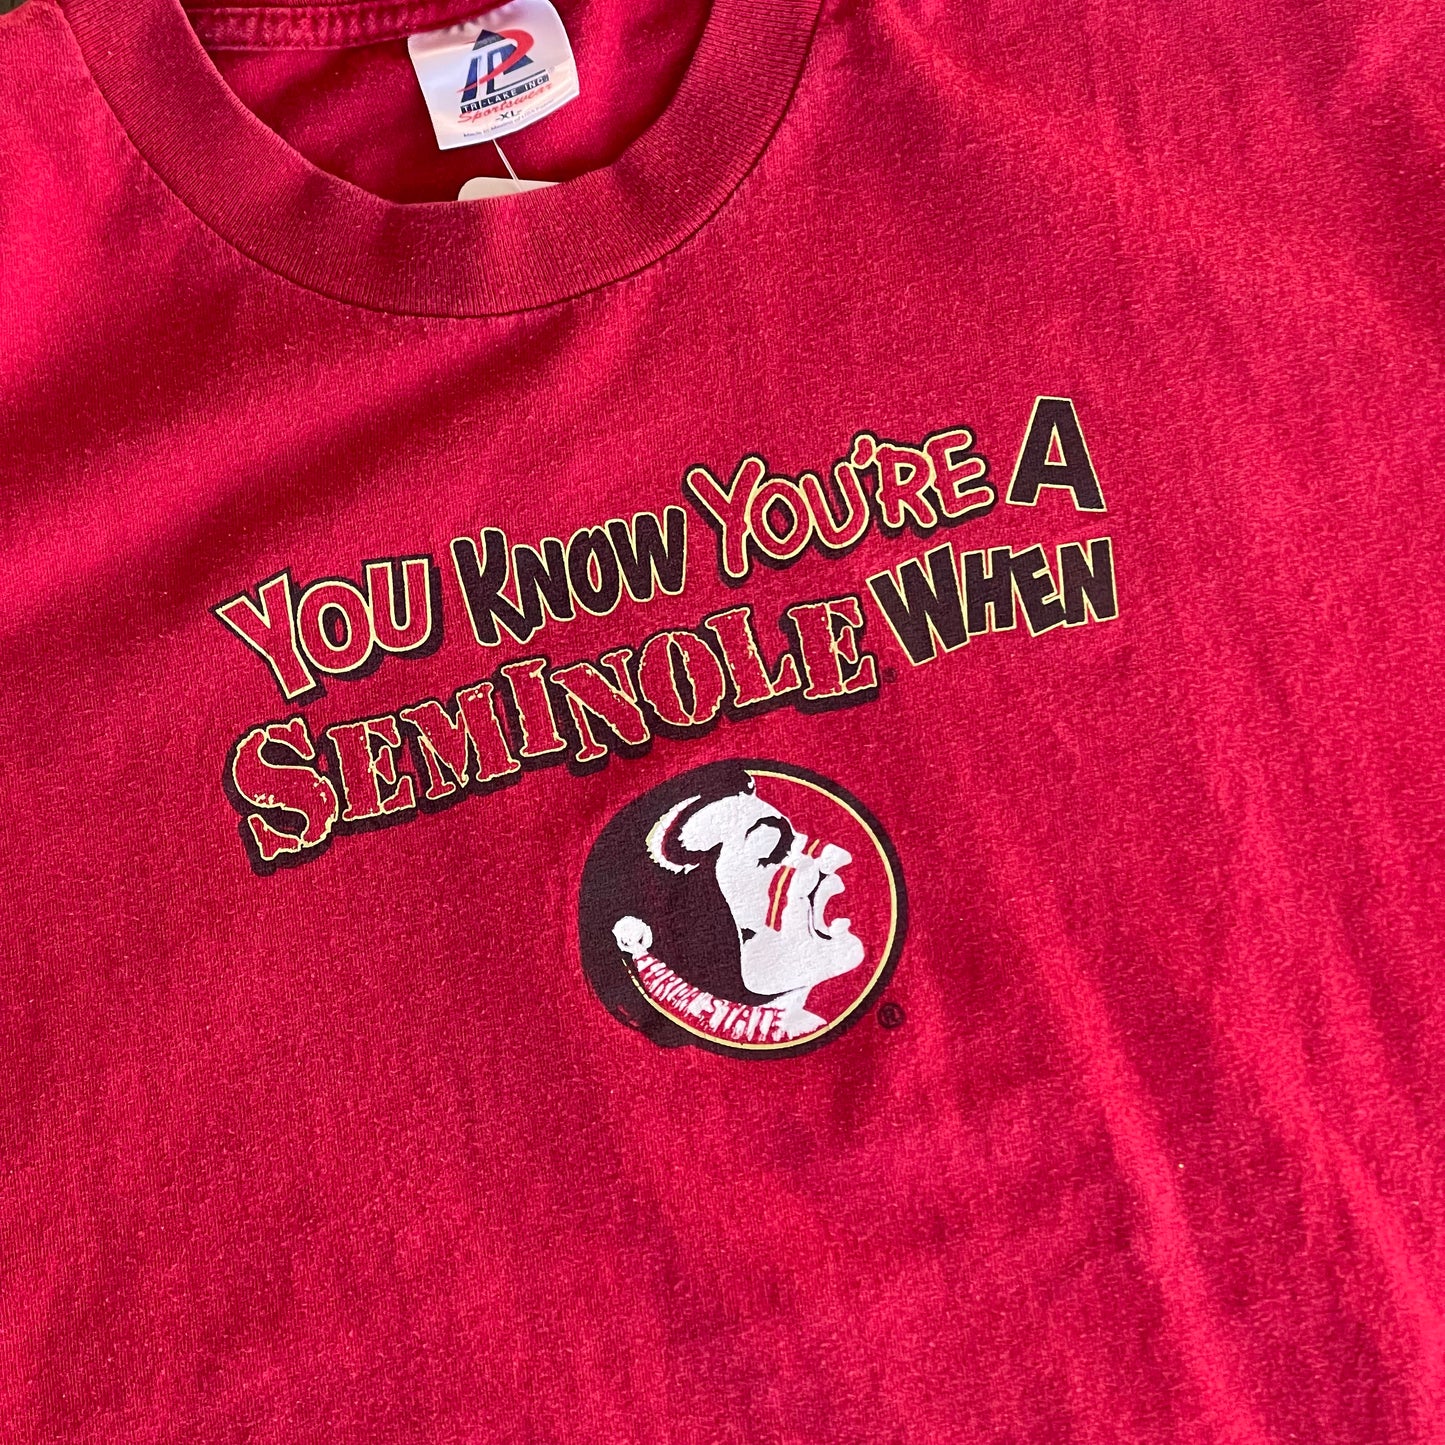 TRI-LAKE INC.®
Sportswear
-XL-
YOU KNOW YOU'RE A
SEMINOLE WHEN
FLORIDA STATE
®